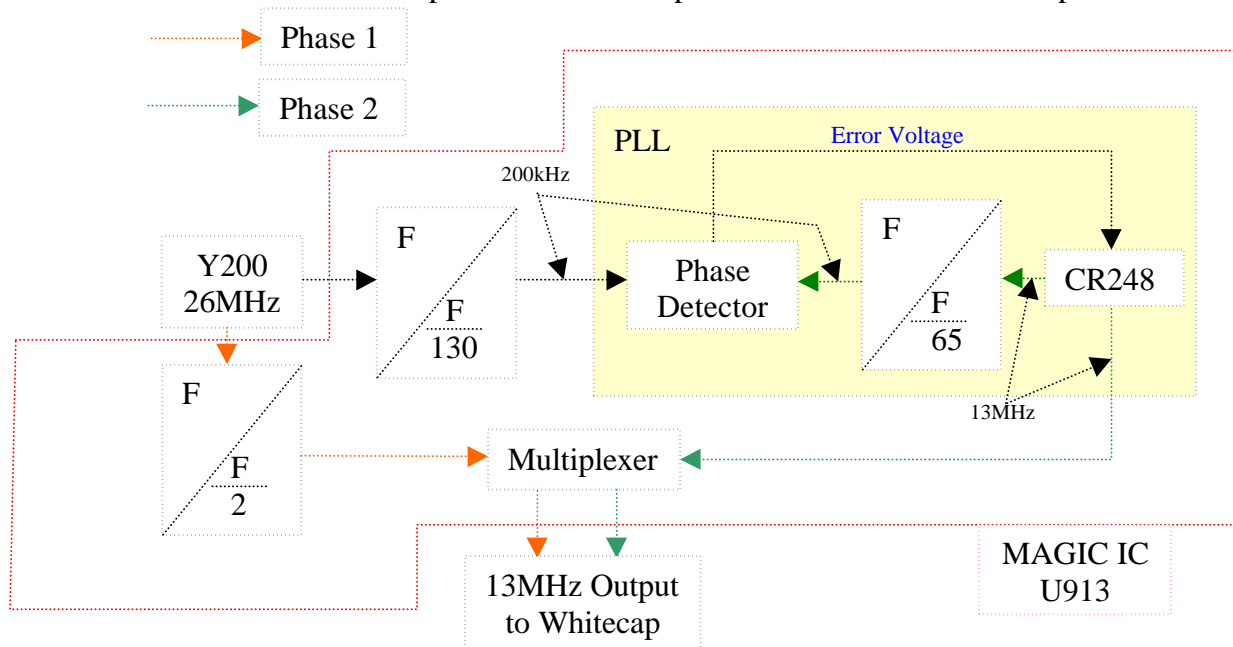 Phase 1
Phase 2
PLL
Error Voltage
200kHz
F
F
130
Y200
26MHz
Phase
Detector
F
F
65
CR248
13MHz
F
F
2
Multiplexer
13MHz Output
to Whitecap
MAGIC IC
U913